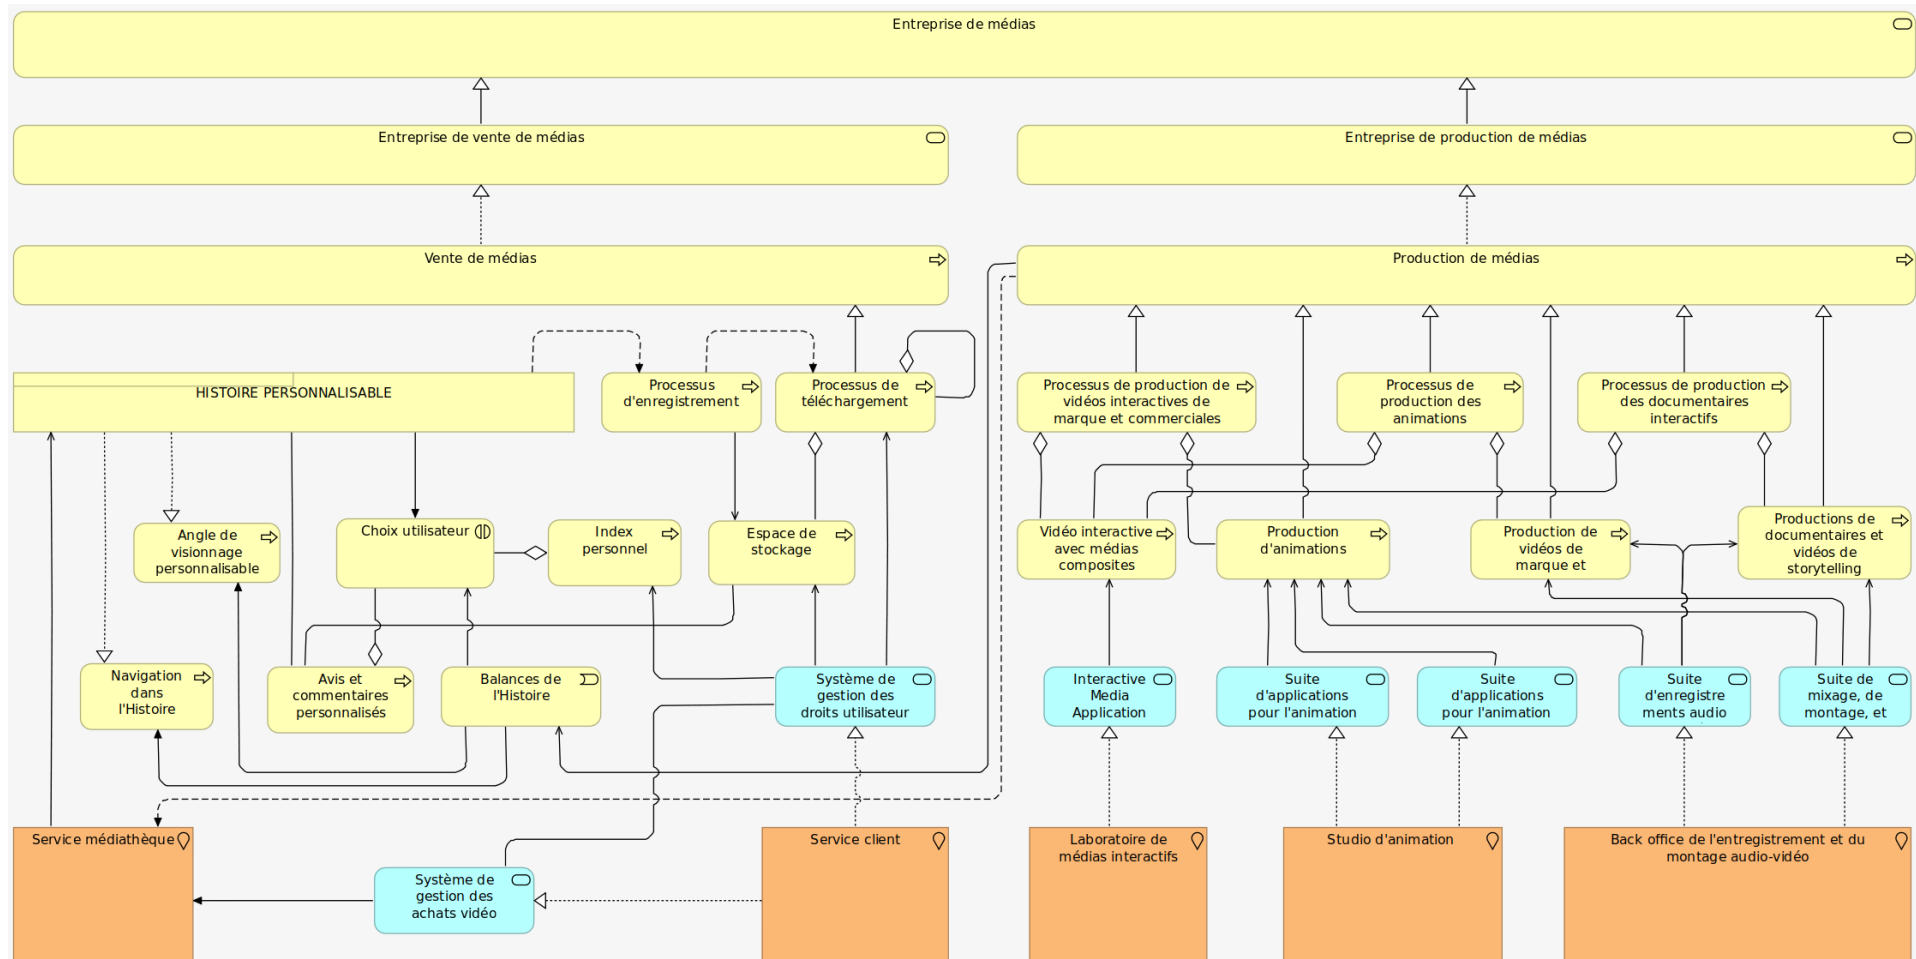 Entreprise de médias
Entreprise de vente de médias
Entreprise de production de médias
Vente de médias
Production de médias
HISTOIRE PERSONNALISABLE
Processus
d'enregistrement
Processus de
téléchargement
Processus de production de
vidéos interactives de
marque et commerciales
Processus de
production des
animations
Processus de production
des documentaires
interactifs
Angle de
visionnage
personnalisable
Choix utilisateur
Index
personnel
Espace de
stockage
Vidéo interactive
avec médias
composites
Production
d'animations
Production de
vidéos de
marque et
Productions de
documentaires et
vidéos de
storytelling
Navigation
dans
l'Histoire
Avis et
commentaires
personnalisés
Balances de
l'Histoire
Système de
gestion des
droits utilisateur
Interactive
Media
Application
Suite
d'applications
pour l'animation
Suite
d'applications
pour l'animation
Suite
d'enregistre
ments audio
Suite de
mixage, de
montage, et
Service médiathèque
Système de
gestion des
achats vidéo
Service client
Laboratoire de
médias interactifs
Studio d'animation
Back office de l'entregistrement et du
montage audio-vidéo